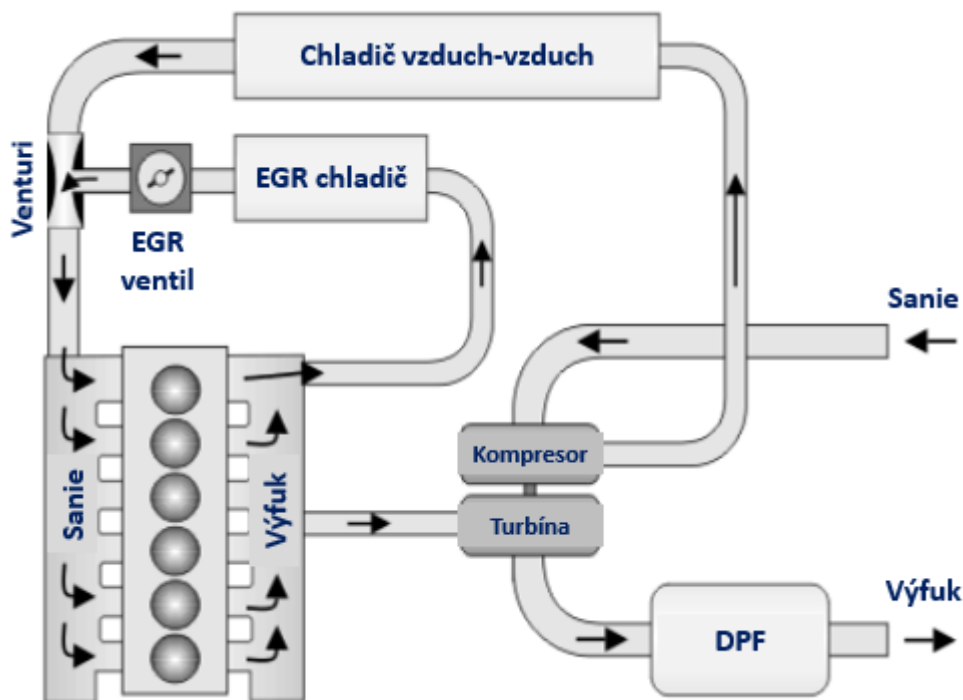 Chladič vzduch-vzduch
Venturi
EGR chladič
EGR
ventil
Sanie
Kompresor
Sanie
Výfuk
Turbína
Výfuk
DPF